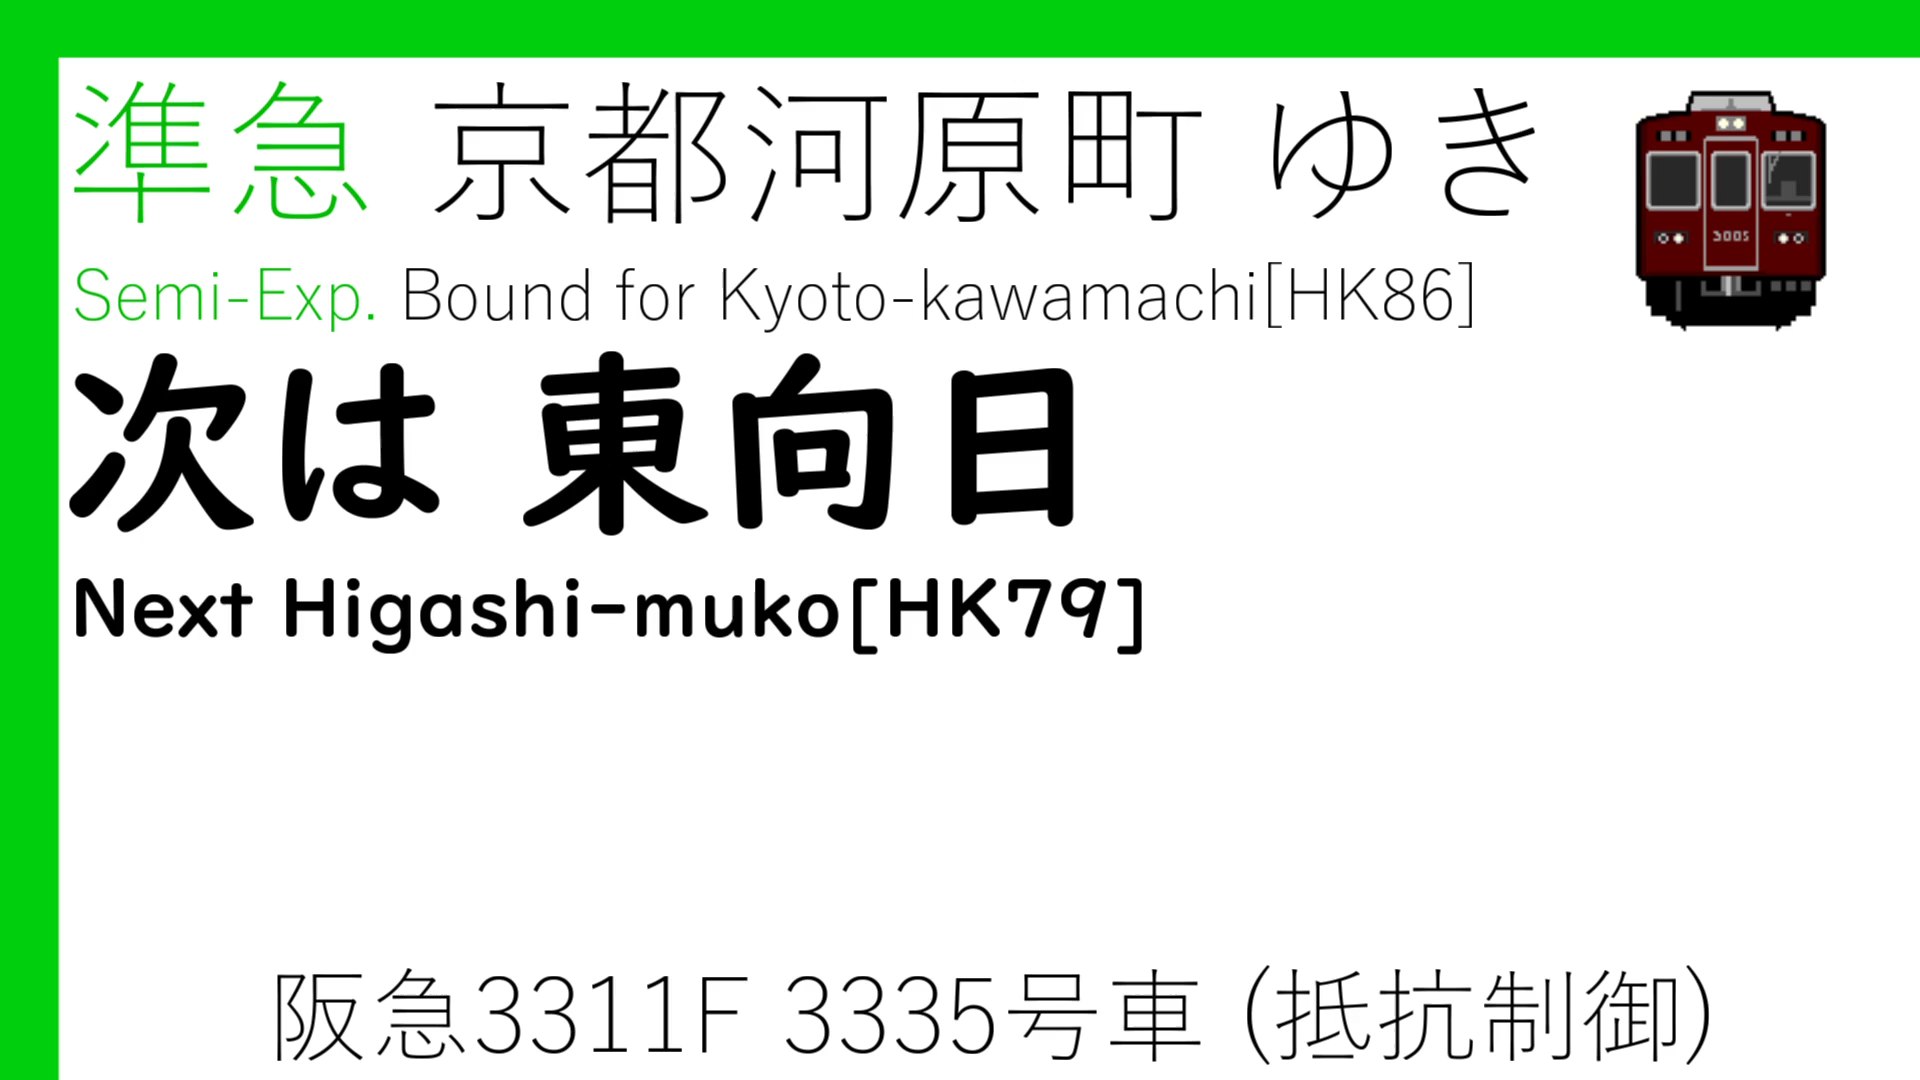 準急 京都河原町 ゆき
Semi-Exp. Bound for Kyoto-kawamachi[HK86]
3005
次は 東向日
Next Higashi-muko[HK79]
阪急3311F 3335号車 (抵抗制御)